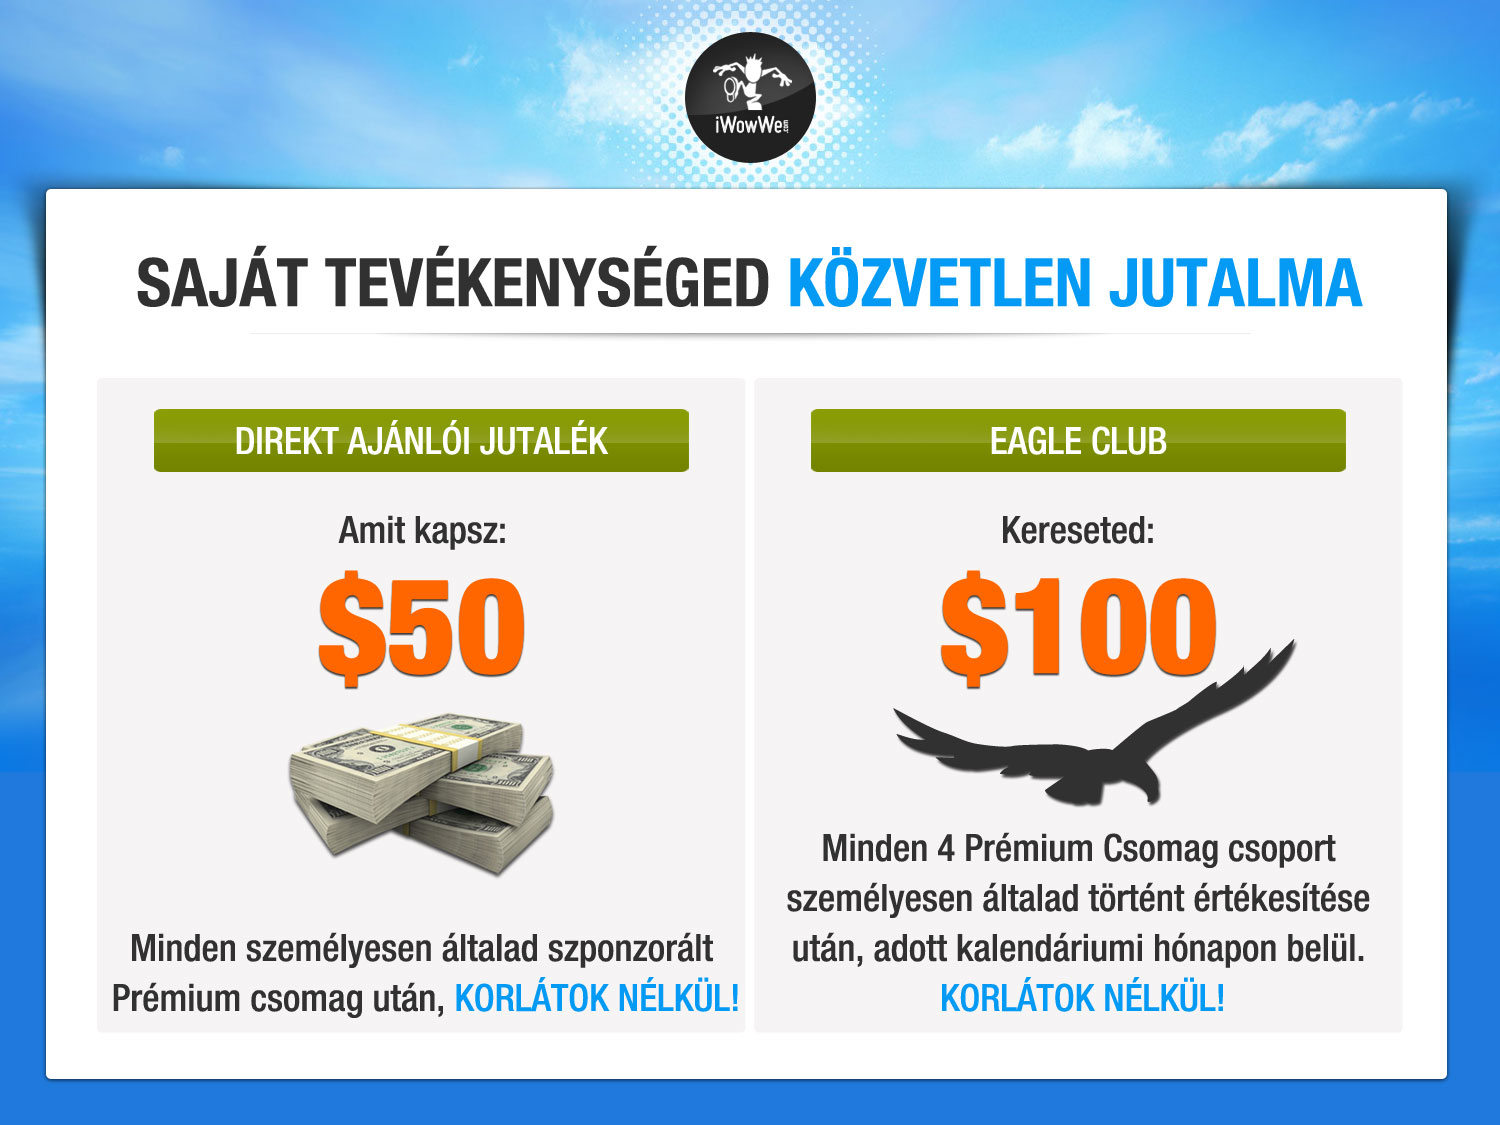 iWowWe.com
SAJÁT TEVÉKENYSÉGED KÖZVETLEN JUTALMA
DIREKT AJÁNLÓI JUTALÉK
Amit kapsz:
$50
Minden személyesen általad szponzorált
Prémium csomag után, KORLÁTOK NÉLKÜL!
EAGLE CLUB
Kereseted:
$100
Minden 4 Prémium Csomag csoport
személyesen általad történt értékesítése
után, adott kalendáriumi hónapon belül.
KORLÁTOK NÉLKÜL!